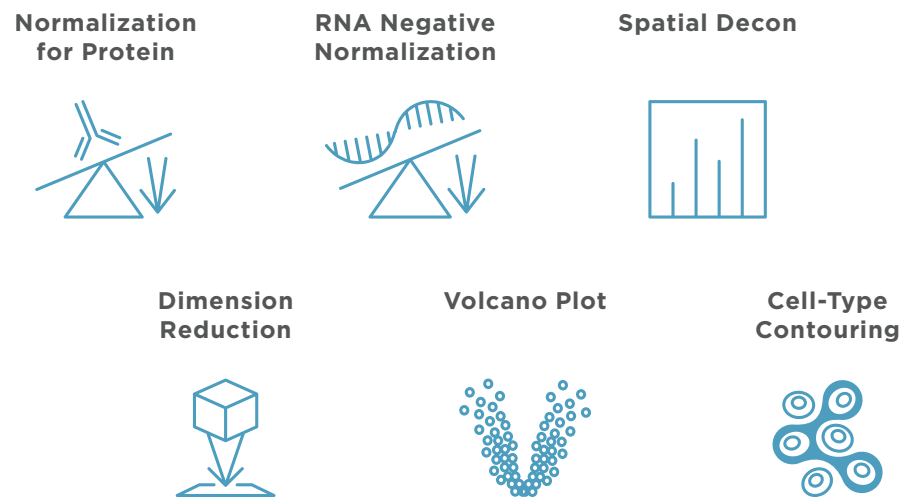 Normalization
for Protein
RNA Negative
Normalization
Spatial Decon
Dimension
Reduction
Volcano Plot
Cell-Type
Contouring